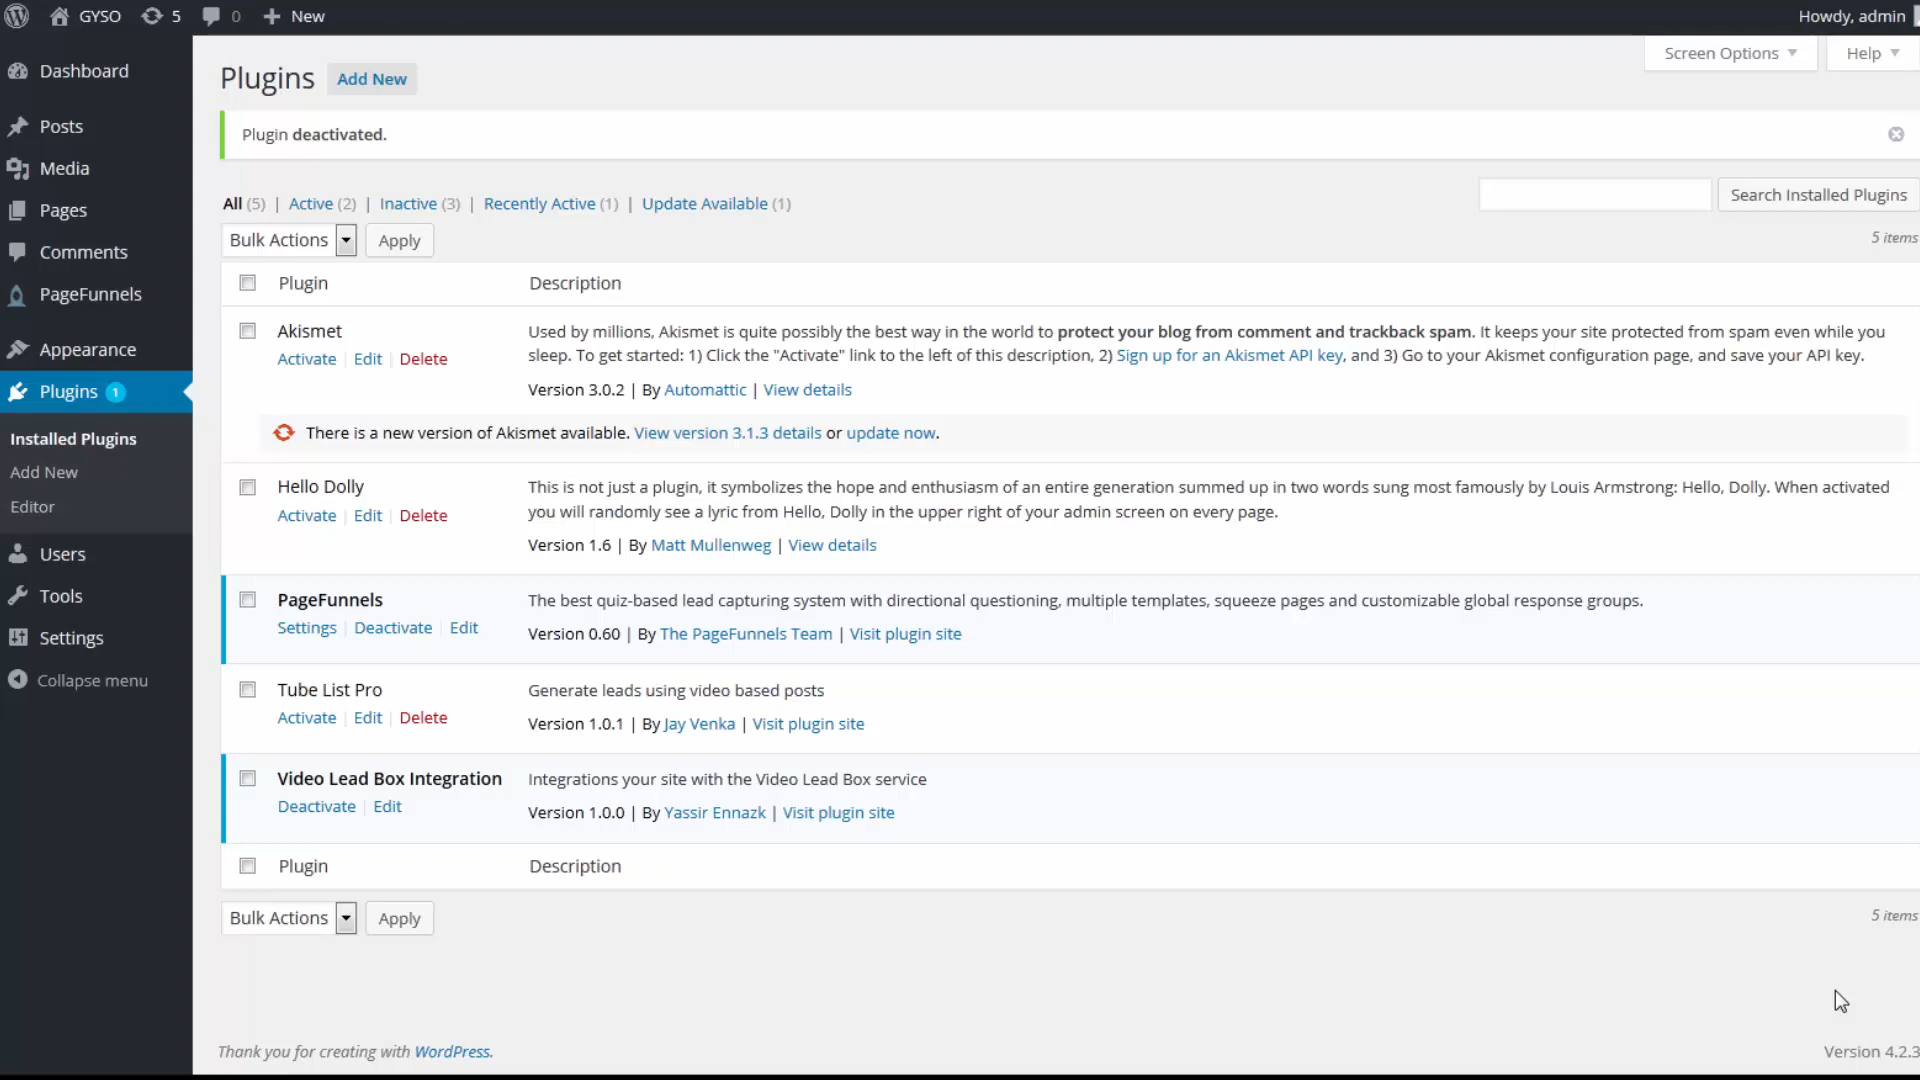 GYSO 5 0 New Howdy, admin
Screen Options Help
Dashboard
Posts
Media
Pages
Comments
PageFunnels
Appearance
Plugins 1
Installed Plugins
Add New
Editor
Users
Tools
Settings
Collapse menu
Plugins Add New
Plugin deactivated.
All (5) | Active (2) | Inactive (3) | Recently Active (1) | Update Available (1)
Search Installed Plugins
Bulk Actions Apply
5 items
Plugin Description
Akismet
Activate | Edit | Delete
Used by millions, Akismet is quite possibly the best way in the world to protect your blog from comment and trackback spam. It keeps your site protected from spam even while you
sleep. To get started: 1) Click the "Activate" link to the left of this description, 2) Sign up for an Akismet API key, and 3) Go to your Akismet configuration page, and save your API key.
Version 3.0.2 | By Automattic | View details
There is a new version of Akismet available. View version 3.1.3 details or update now.
Hello Dolly
Activate | Edit | Delete
This is not just a plugin, it symbolizes the hope and enthusiasm of an entire generation summed up in two words sung most famously by Louis Armstrong: Hello, Dolly. When activated
you will randomly see a lyric from Hello, Dolly in the upper right of your admin screen on every page.
Version 1.6 | By Matt Mullenweg | View details
PageFunnels
Settings | Deactivate | Edit
The best quiz-based lead capturing system with directional questioning, multiple templates, squeeze pages and customizable global response groups.
Version 0.60 | By The PageFunnels Team | Visit plugin site
Tube List Pro
Activate | Edit | Delete
Generate leads using video based posts
Version 1.0.1 | By Jay Venka | Visit plugin site
Video Lead Box Integration
Deactivate | Edit
Integrations your site with the Video Lead Box service
Version 1.0.0 | By Yassir Ennazk | Visit plugin site
Plugin Description
Bulk Actions Apply
5 items
Thank you for creating with WordPress.
Version 4.2.3